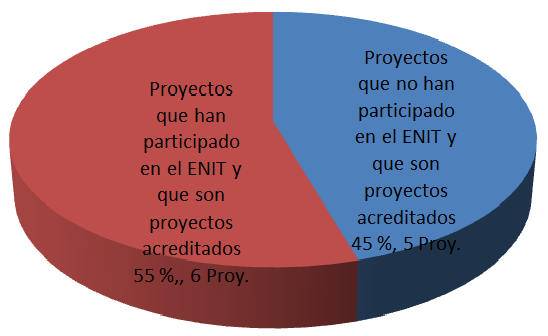 Proyectos
que han
participado
en el ENIT y
que son
proyectos
acreditados
55 %,, 6 Proy.
Proyectos
que no han
participado
en el ENIT y
que son
proyectos
acreditados
45 %, 5 Proy.